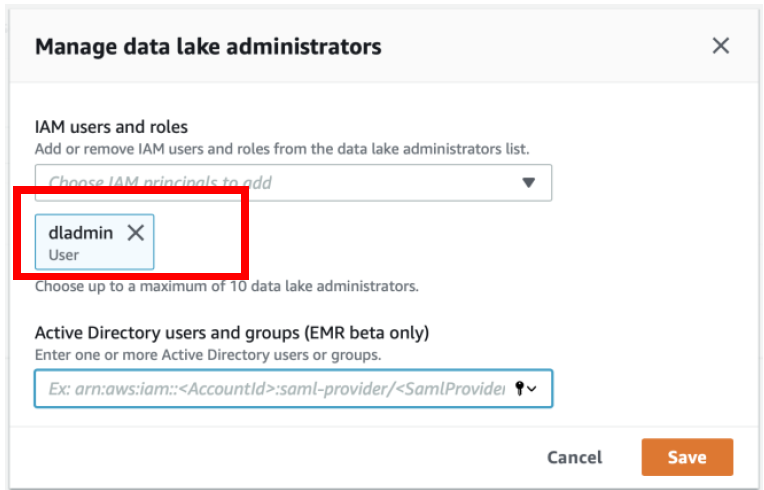 Manage data lake administrators
IAM users and roles
Add or remove IAM users and roles from the data lake administrators list.
Choose IAM principals to add
dladmin
User
Choose up to a maximum of 10 data lake administrators.
Active Directory users and groups (EMR beta only)
Enter one or more Active Directory users or groups.
Ex: arn:aws:iam::<AccountId>:saml-provider/<SamlProvider
Cancel Save